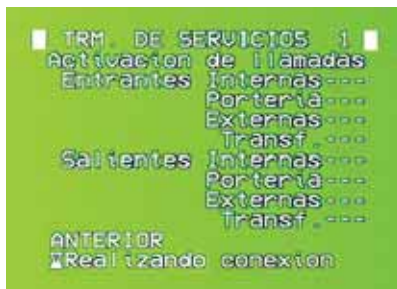 TRM. DE SERVICIOS 1
Activacion de llamadas
Entrantes Internas---
Porteria---
Externas---
Transf.---
Salientes Internas---
Porteria---
Externas---
Transf.---
ANTERIOR
Realizando conexion